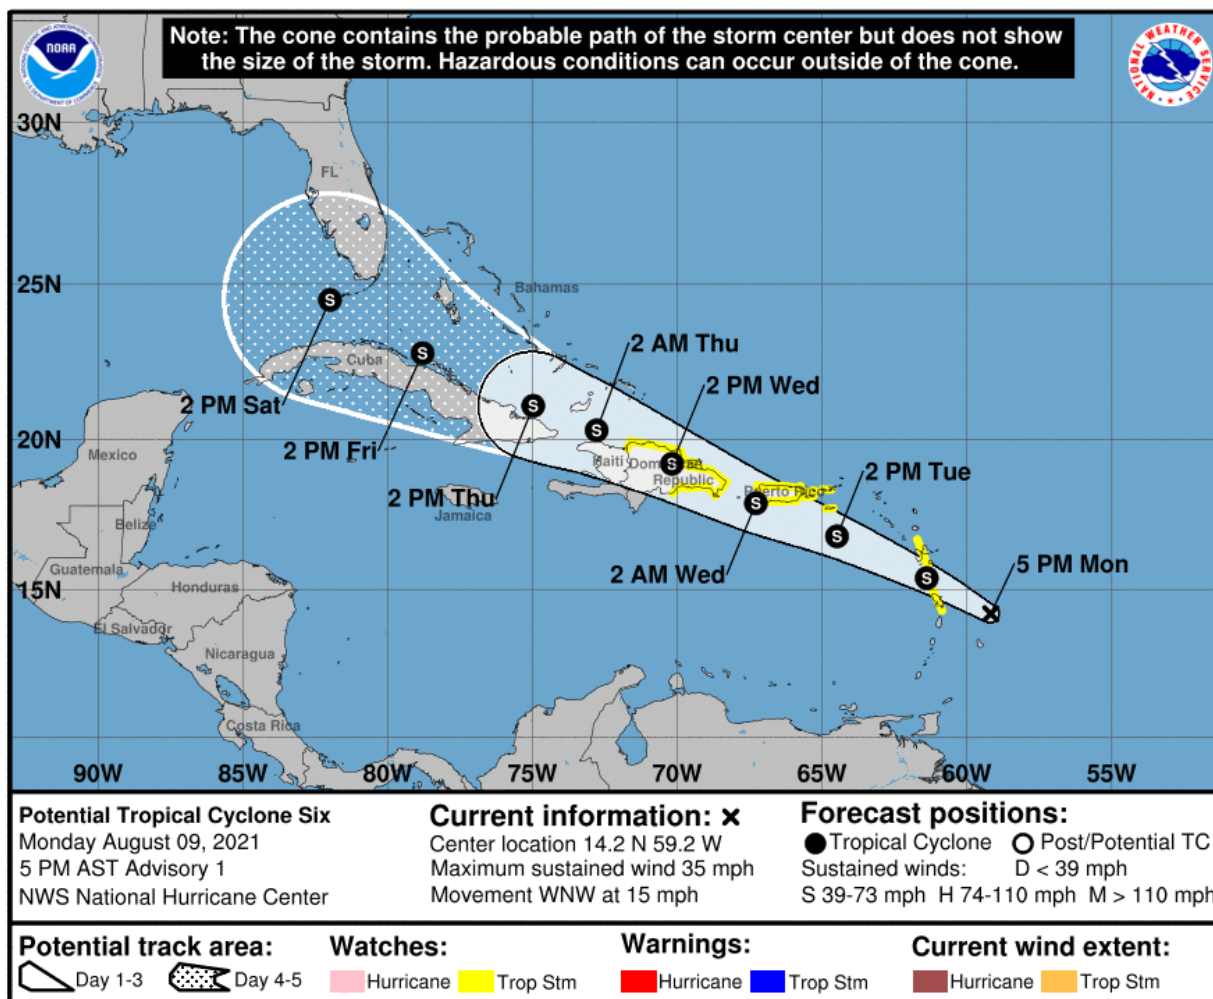 Note: The cone contains the probable path of the storm center but does not show
the size of the storm. Hazardous conditions can occur outside of the cone.
NOAA
NATIONAL WEATHER SERVICE
30N
FL
25N
Bahamas
2 AM Thu
Cuba
2 PM Wed
2 PM Sat
20N
2 PM Fri
Mexico
Haiti
Dominican
Republic
2 PM Tue
2 PM Thu
Puerto Rico
Jamaica
Belize
Guatemala
2 AM Wed
5 PM Mon
Honduras
15N
El Salvador
Nicaragua
Costa Rica
90W 85W 80W 75W 70W 65W 60W 55W
S
S
S
S
S
S
S
S
Potential Tropical Cyclone Six
Monday August 09, 2021
5 PM AST Advisory 1
NWS National Hurricane Center
Current information: ×
Center location 14.2 N 59.2 W
Maximum sustained wind 35 mph
Movement WNW at 15 mph
Forecast positions:
Tropical Cyclone Post/Potential TC
Sustained winds: D < 39 mph
S 39-73 mph H 74-110 mph M > 110 mph
Potential track area:
Day 1-3 Day 4-5
Watches:
Hurricane Trop Stm
Warnings:
Hurricane Trop Stm
Current wind extent:
Hurricane Trop Stm